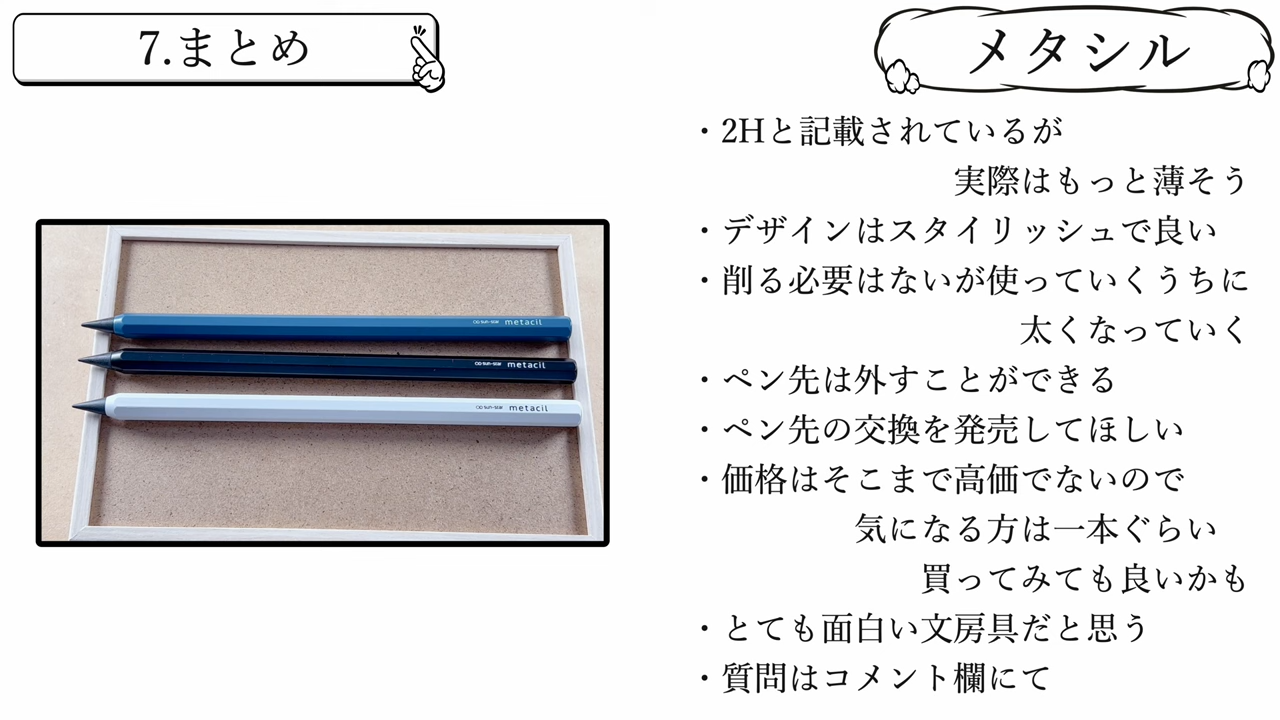 7.まとめ
メタシル
・2Hと記載されているが
実際はもっと薄そう
・デザインはスタイリッシュで良い
・削る必要はないが使っていくうちに
太くなっていく
・ペン先は外すことができる
・ペン先の交換を発売してほしい
・価格はそこまで高価でないので
気になる方は一本ぐらい
買ってみても良いかも
・とても面白い文房具だと思う
・質問はコメント欄にて
sun-star metacil
sun-star metacil
sun-star metacil